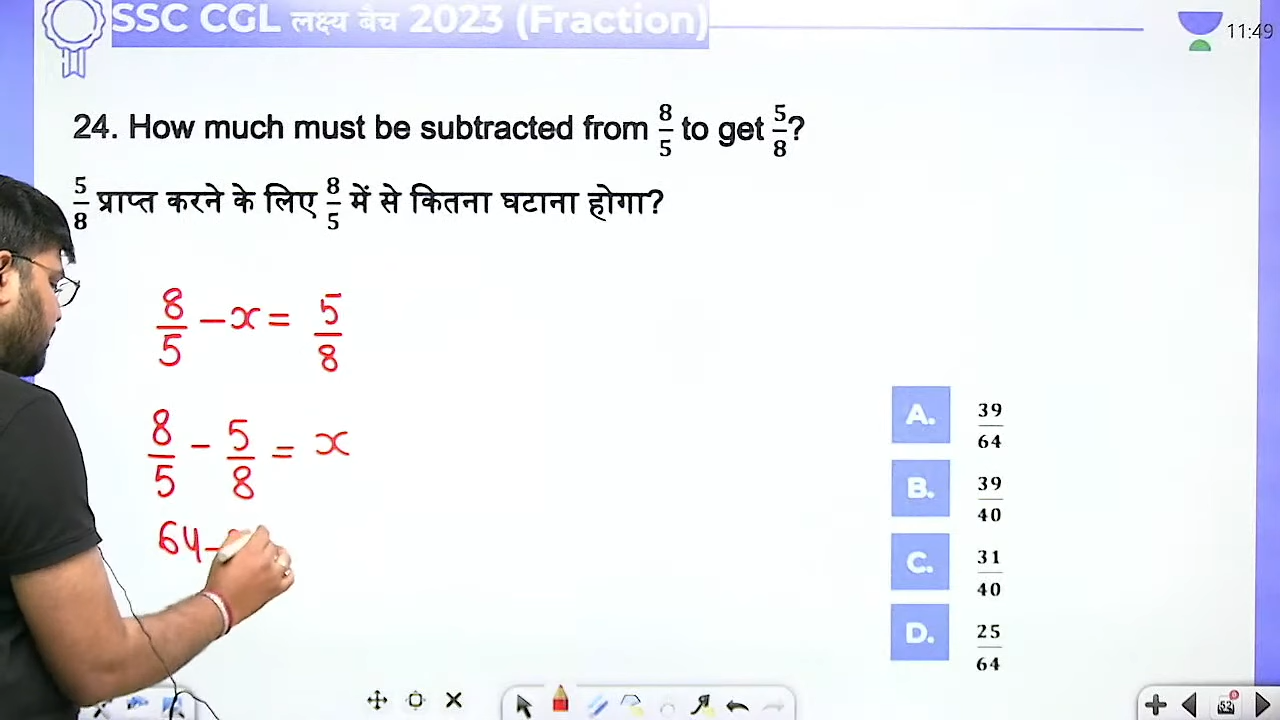 SSC CGL लक्ष्य बैच 2023 (Fraction)
11:49
24. How much must be subtracted from 8/5 to get 5/8?
5/8 प्राप्त करने के लिए 8/5 में से कितना घटाना होगा?
8/5 - x = 5/8
8/5 - 5/8 = x
64 -
A. 39/64
B. 39/40
C. 31/40
D. 25/64